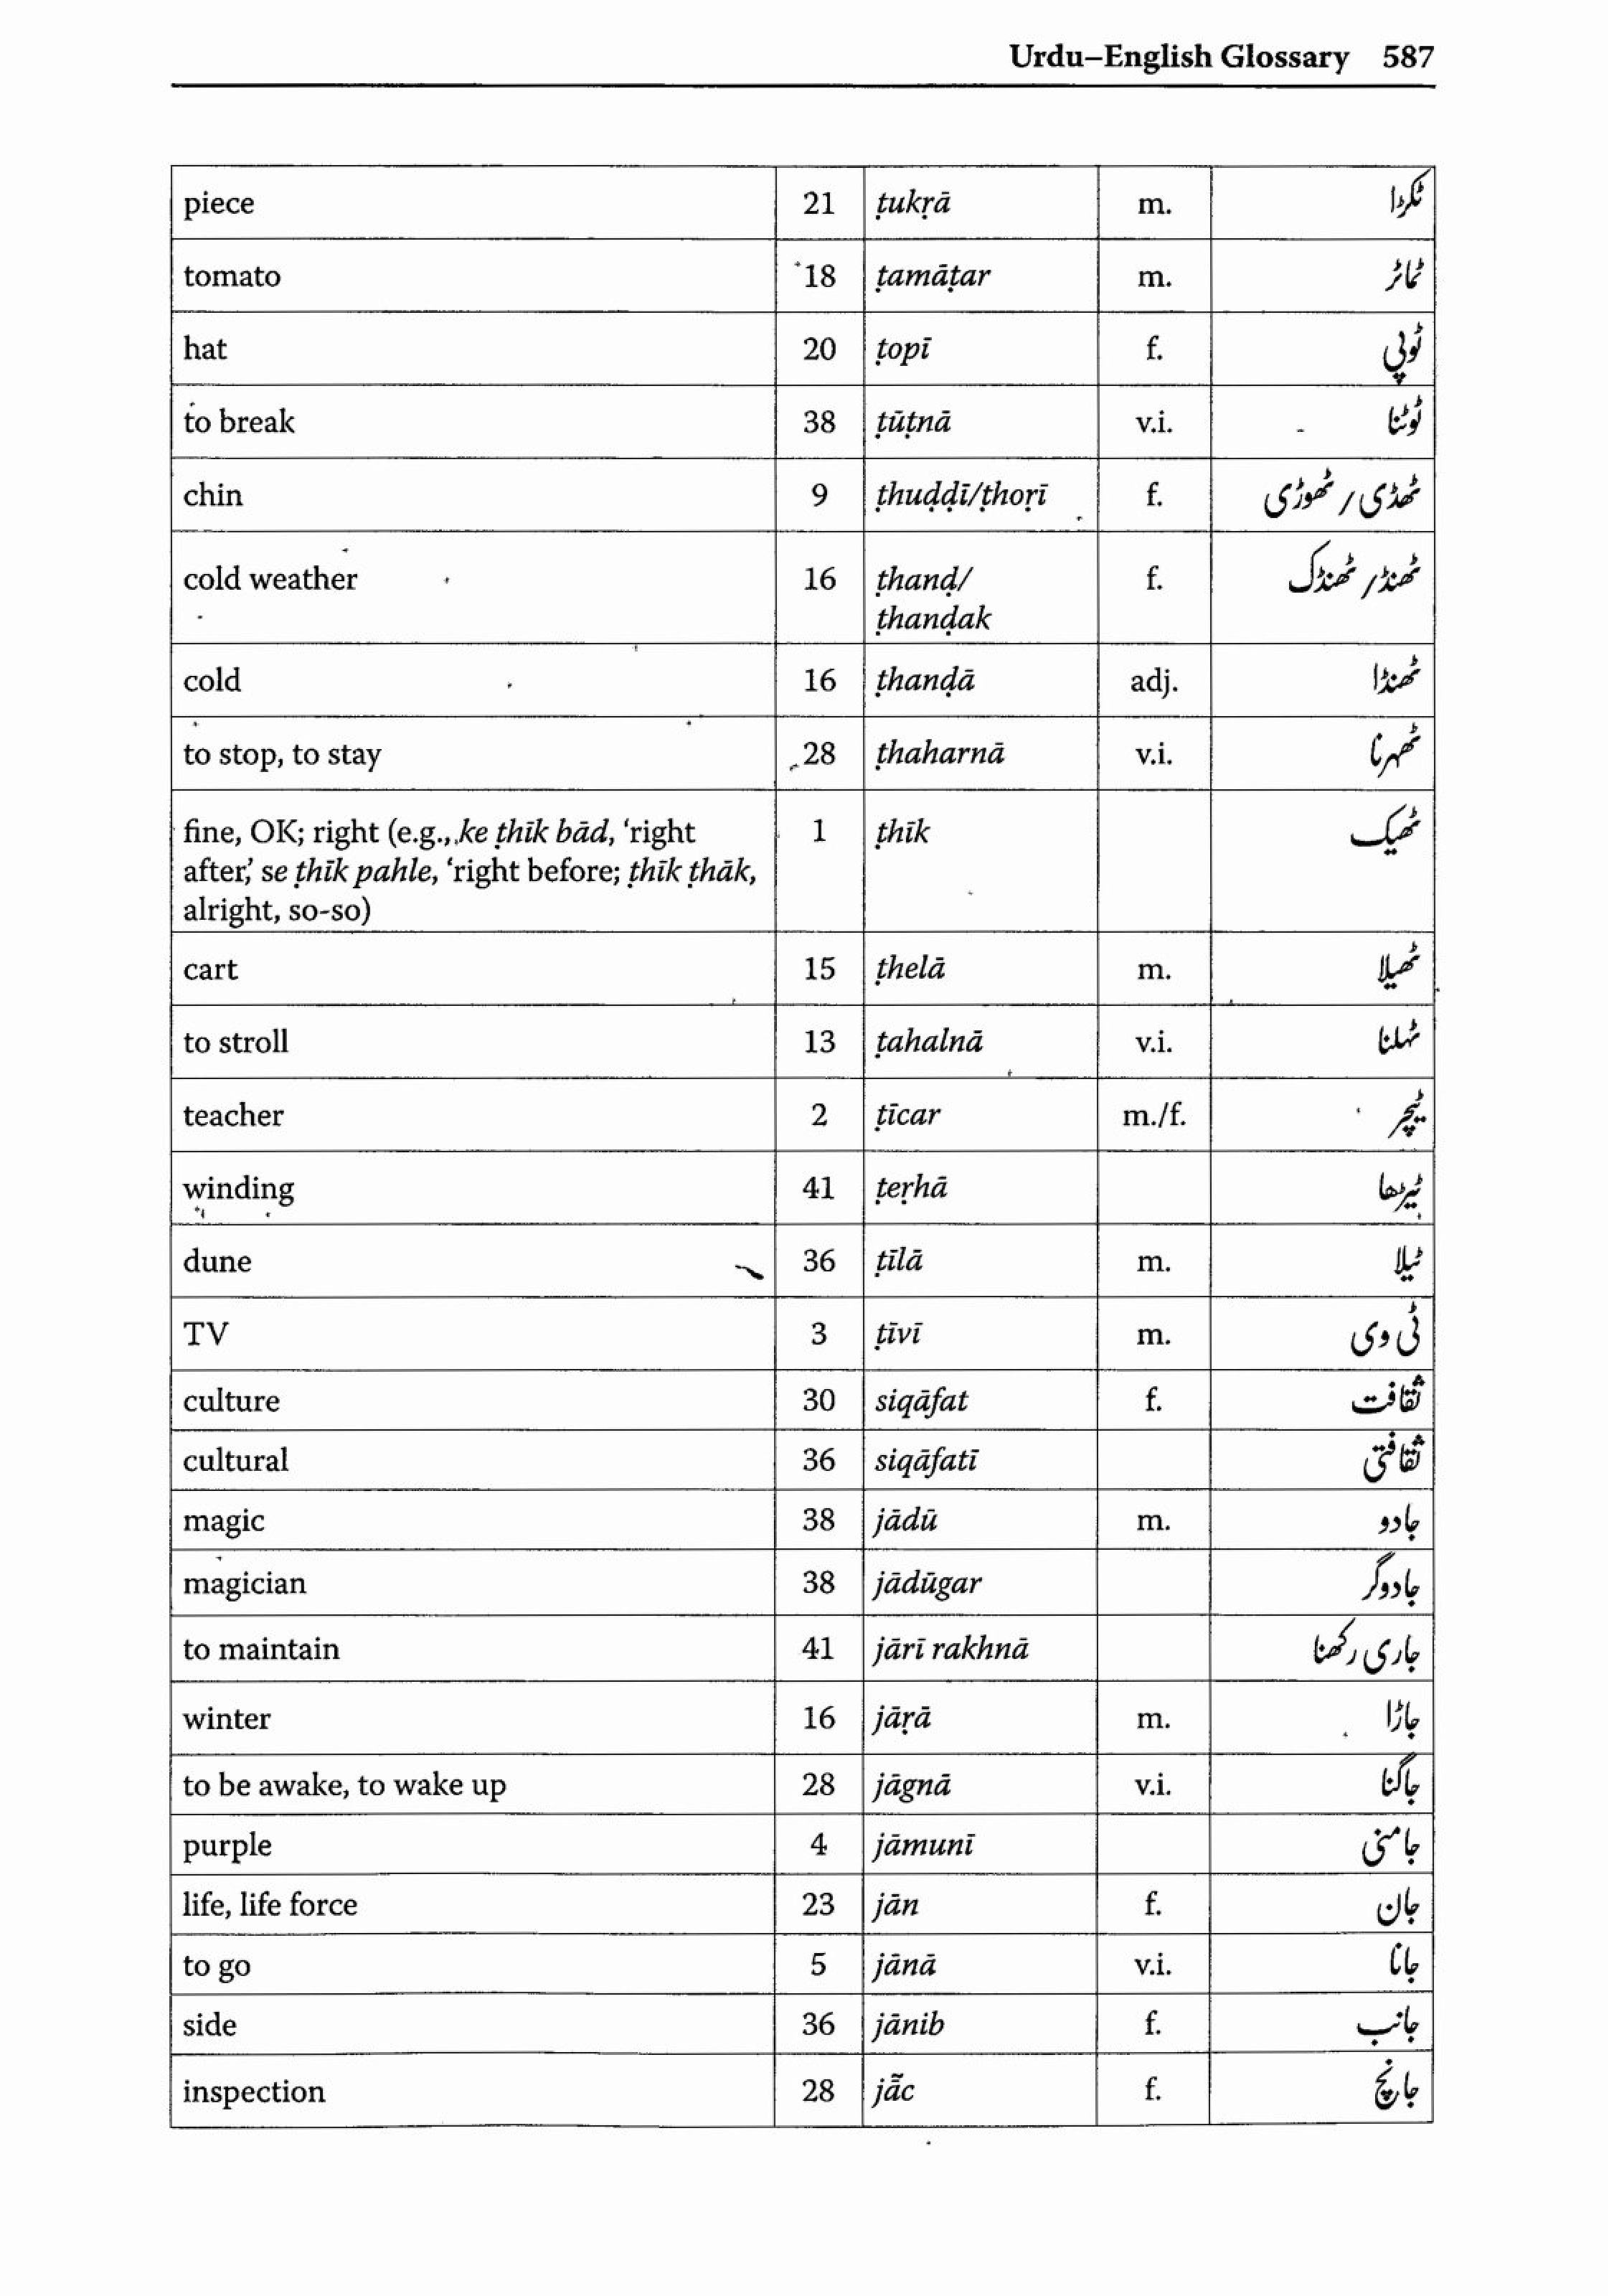 Urdu–English Glossary 587
piece 21 ṭukṛā m. ٹکڑا
tomato 18 ṭamāṭar m. ٹماٹر
hat 20 ṭopī f. ٹوپی
to break 38 ṭūṭnā v.i. ٹوٹنا
chin 9 ṭhuḍḍī/ṭhoṛī f. ٹھڈی / ٹھوڑی
cold weather 16 ṭhanḍ/ f. ٹھنڈ / ٹھنڈک
ṭhanḍak
cold 16 ṭhanḍā adj. ٹھنڈا
to stop, to stay 28 ṭhaharnā v.i. ٹھہرنا
fine, OK; right (e.g., ke ṭhīk bād, ‘right 1 ṭhīk ٹھیک
after,’ se ṭhīk pahle, ‘right before; ṭhīk ṭhāk,
alright, so-so)
cart 15 ṭhelā m. ٹھیلا
to stroll 13 ṭahalnā v.i. ٹہلنا
teacher 2 ṭīcar m./f. ٹیچر
winding 41 ṭeṛhā ٹیڑھا
dune 36 ṭīlā m. ٹیلا
TV 3 ṭīvī m. ٹی وی
culture 30 siqāfat f. ثقافت
cultural 36 siqāfatī ثقافتی
magic 38 jādū m. جادو
magician 38 jādūgar جادوگر
to maintain 41 jārī rakhnā جاری رکھنا
winter 16 jāṛā m. جاڑا
to be awake, to wake up 28 jāgnā v.i. جاگنا
purple 4 jāmunī جامنی
life, life force 23 jān f. جان
to go 5 jānā v.i. جانا
side 36 jānib f. جانب
inspection 28 jā̃c f. جانچ